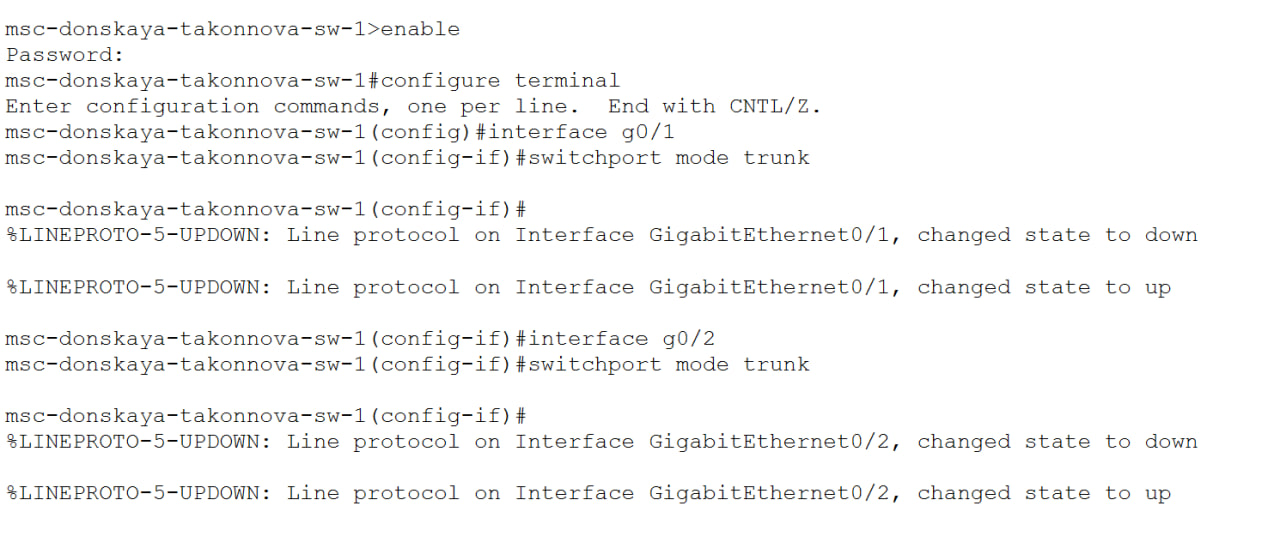 msc-donskaya-takonnova-sw-1>enable
Password:
msc-donskaya-takonnova-sw-1#configure terminal
Enter configuration commands, one per line.  End with CNTL/Z.
msc-donskaya-takonnova-sw-1(config)#interface g0/1
msc-donskaya-takonnova-sw-1(config-if)#switchport mode trunk
msc-donskaya-takonnova-sw-1(config-if)#
%LINEPROTO-5-UPDOWN: Line protocol on Interface GigabitEthernet0/1, changed state to down
%LINEPROTO-5-UPDOWN: Line protocol on Interface GigabitEthernet0/1, changed state to up
msc-donskaya-takonnova-sw-1(config-if)#interface g0/2
msc-donskaya-takonnova-sw-1(config-if)#switchport mode trunk
msc-donskaya-takonnova-sw-1(config-if)#
%LINEPROTO-5-UPDOWN: Line protocol on Interface GigabitEthernet0/2, changed state to down
%LINEPROTO-5-UPDOWN: Line protocol on Interface GigabitEthernet0/2, changed state to up